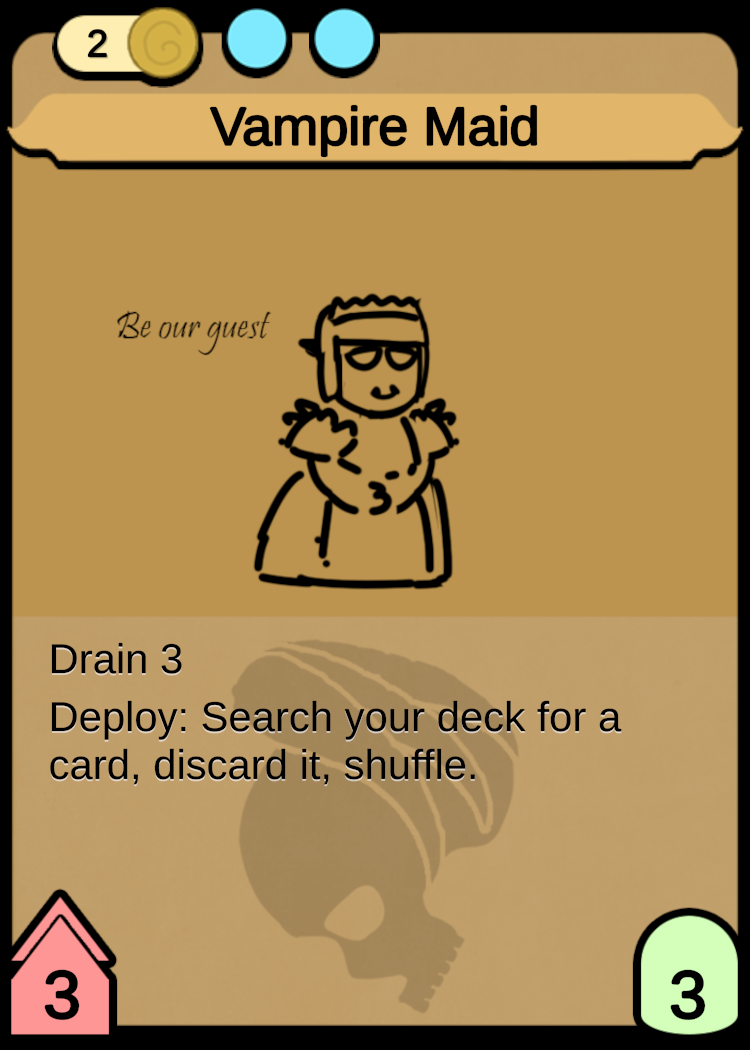 2
Vampire Maid
Be our guest
Drain 3
Deploy: Search your deck for a
card, discard it, shuffle.
3
3